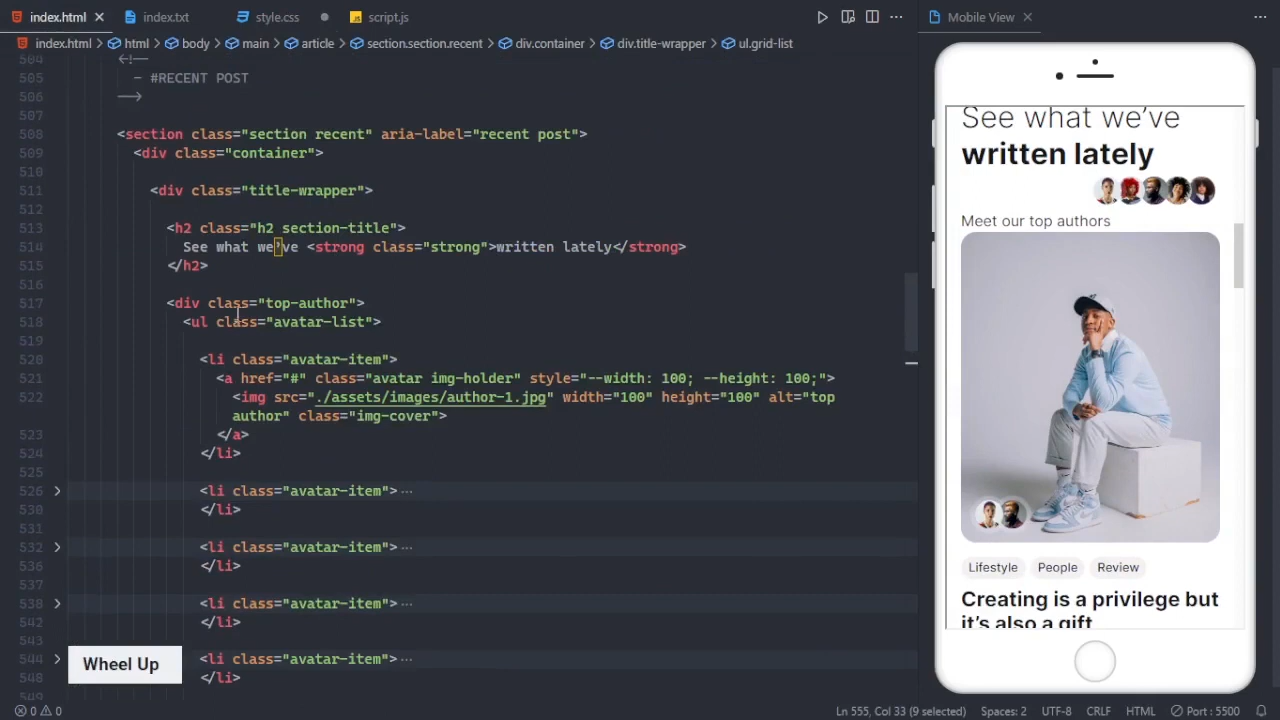 index.html index.txt style.css script.js Mobile View
index.html html body main article section.section.recent div.container div.title-wrapper ul.grid-list
504 <!--
505 - #RECENT POST
506 -->
507
508 <section class="section recent" aria-label="recent post">
509 <div class="container">
510
511 <div class="title-wrapper">
512
513 <h2 class="h2 section-title">
514 See what we’ve <strong class="strong">written lately</strong>
515 </h2>
516
517 <div class="top-author">
518 <ul class="avatar-list">
519
520 <li class="avatar-item">
521 <a href="#" class="avatar img-holder" style="--width: 100; --height: 100;">
522 <img src="./assets/images/author-1.jpg" width="100" height="100" alt="top
author" class="img-cover">
523 </a>
524 </li>
525
526 <li class="avatar-item"> ···
530 </li>
531
532 <li class="avatar-item"> ···
536 </li>
537
538 <li class="avatar-item"> ···
542 </li>
543
544 <li class="avatar-item"> ···
548 </li>
549
Wheel Up
See what we’ve
written lately
Meet our top authors
Lifestyle People Review
Creating is a privilege but
it’s also a gift
0 0 Ln 555, Col 33 (9 selected) Spaces: 2 UTF-8 CRLF HTML Port : 5500